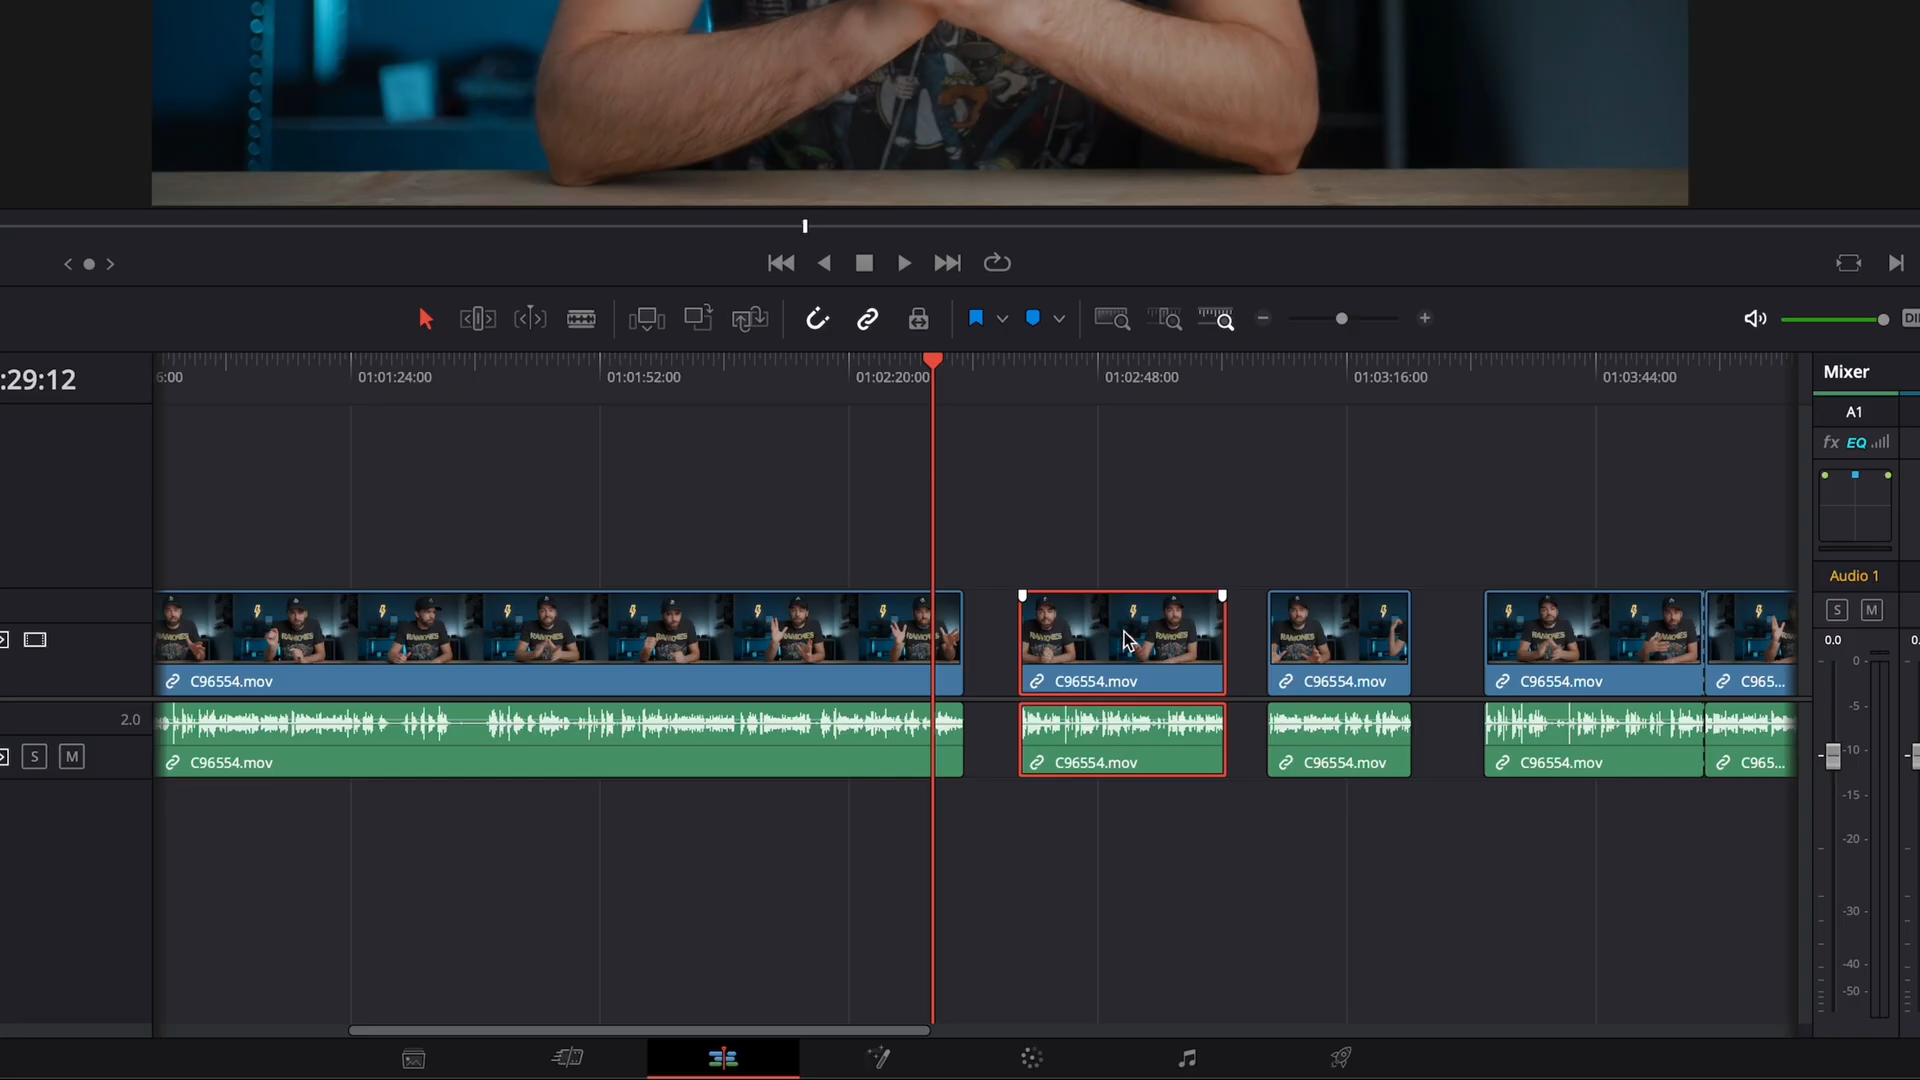 :29:12
6:00
01:01:24:00
01:01:52:00
01:02:20:00
01:02:48:00
01:03:16:00
01:03:44:00
Mixer
A1
fx EQ
Audio 1
S M
0.0
0
-5
-10
-15
-20
-30
-40
-50
RAMONES
C96554.mov
C96554.mov
C96554.mov
C96554.mov
C965...
2.0
S M
C96554.mov
C96554.mov
C96554.mov
C96554.mov
C965...